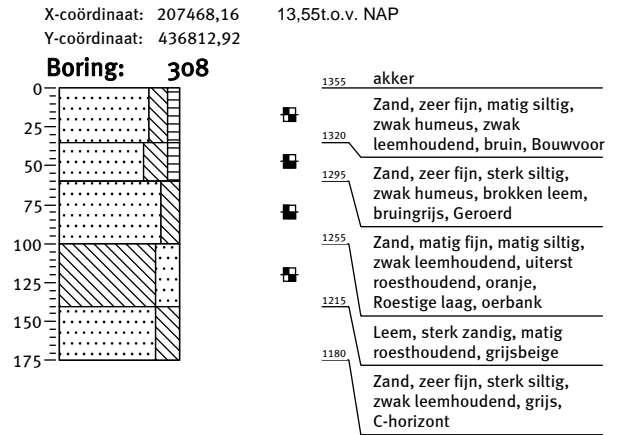 X-coördinaat: 207468,16 13,55t.o.v. NAP
Y-coördinaat: 436812,92
Boring: 308
0
25
50
75
100
125
150
175
1355 akker
Zand, zeer fijn, matig siltig,
zwak humeus, zwak
1320 leemhoudend, bruin, Bouwvoor
Zand, zeer fijn, sterk siltig,
1295 zwak humeus, brokken leem,
bruingrijs, Geroerd
1255 Zand, matig fijn, matig siltig,
zwak leemhoudend, uiterst
roesthoudend, oranje,
1215 Roestige laag, oerbank
Leem, sterk zandig, matig
1180 roesthoudend, grijsbeige
Zand, zeer fijn, sterk siltig,
zwak leemhoudend, grijs,
C-horizont